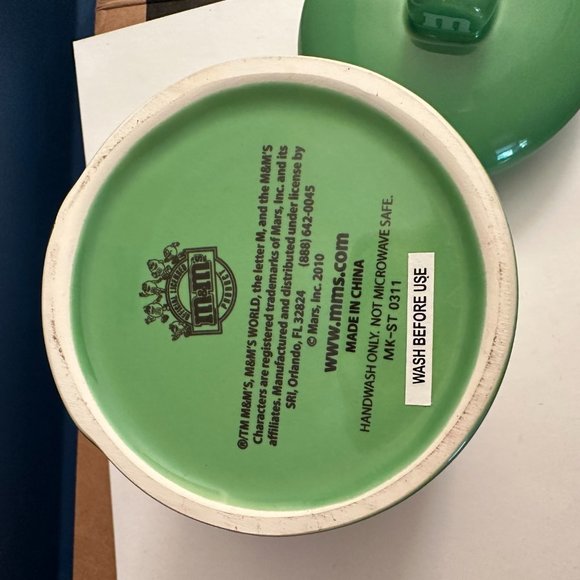 m
m&m's
®/TM M&M'S, M&M'S WORLD, the letter M, and the M&M'S
Characters are registered trademarks of Mars, Inc. and its
affiliates. Manufactured and distributed under license by
SRI, Orlando, FL 32824 (888) 642-0045
© Mars, Inc. 2010
www.mms.com
MADE IN CHINA
HANDWASH ONLY. NOT MICROWAVE SAFE.
MK-ST 0311
WASH BEFORE USE